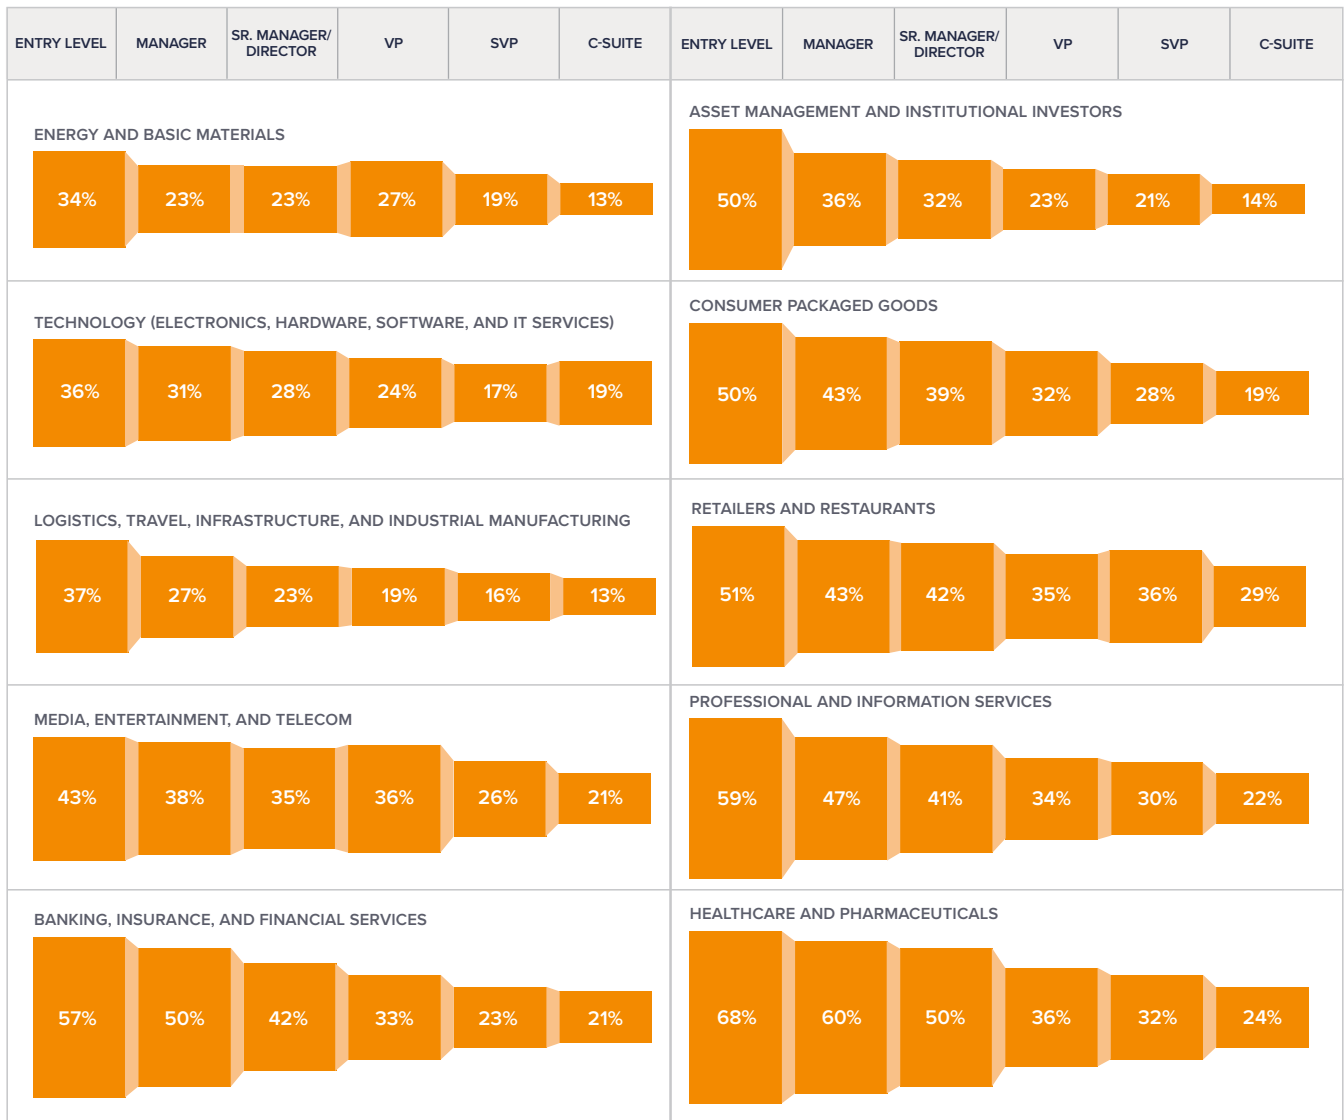 ENTRY LEVEL
MANAGER
SR. MANAGER/
DIRECTOR
VP
SVP
C-SUITE
ENTRY LEVEL
MANAGER
SR. MANAGER/
DIRECTOR
VP
SVP
C-SUITE
ENERGY AND BASIC MATERIALS
34% 23% 23% 27% 19% 13%
ASSET MANAGEMENT AND INSTITUTIONAL INVESTORS
50% 36% 32% 23% 21% 14%
TECHNOLOGY (ELECTRONICS, HARDWARE, SOFTWARE, AND IT SERVICES)
36% 31% 28% 24% 17% 19%
CONSUMER PACKAGED GOODS
50% 43% 39% 32% 28% 19%
LOGISTICS, TRAVEL, INFRASTRUCTURE, AND INDUSTRIAL MANUFACTURING
37% 27% 23% 19% 16% 13%
RETAILERS AND RESTAURANTS
51% 43% 42% 35% 36% 29%
MEDIA, ENTERTAINMENT, AND TELECOM
43% 38% 35% 36% 26% 21%
PROFESSIONAL AND INFORMATION SERVICES
59% 47% 41% 34% 30% 22%
BANKING, INSURANCE, AND FINANCIAL SERVICES
57% 50% 42% 33% 23% 21%
HEALTHCARE AND PHARMACEUTICALS
68% 60% 50% 36% 32% 24%